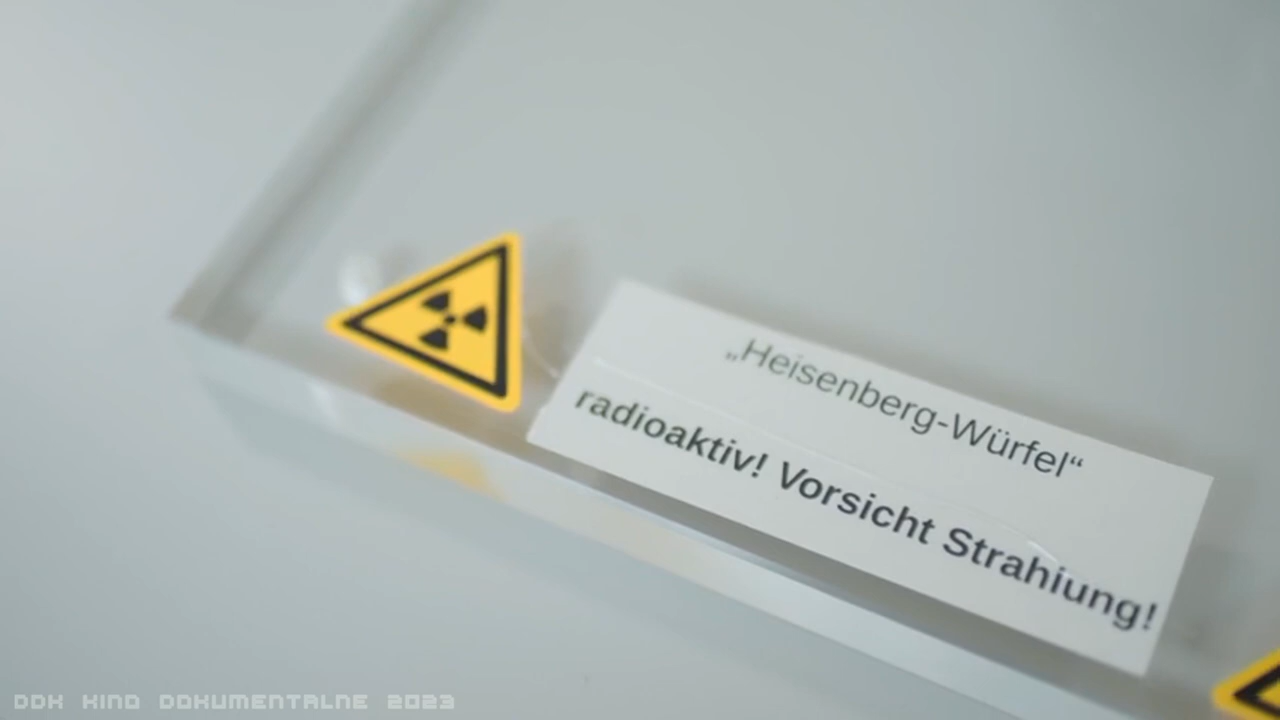 „Heisenberg-Würfel“
radioaktiv! Vorsicht Strahiung!
DDK KINO DOKUMENTALNE 2023